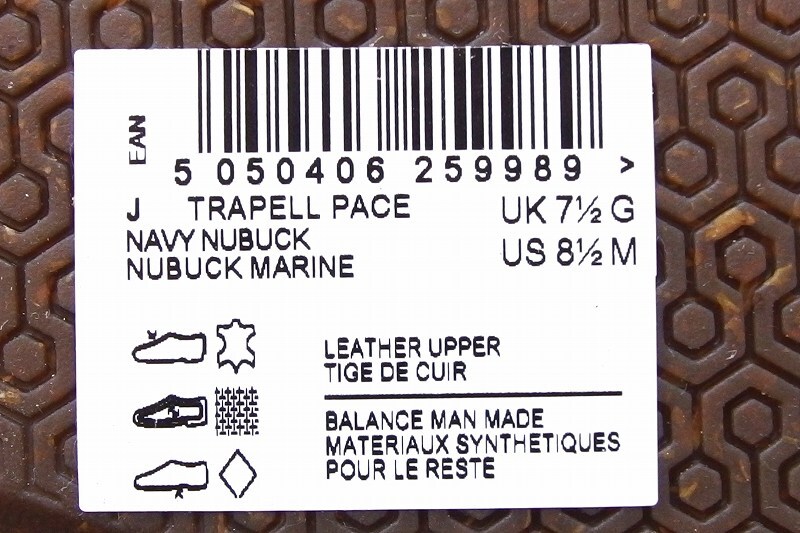 EAN
5 050406 259989 >
J TRAPELL PACE UK 7½ G
NAVY NUBUCK US 8½ M
NUBUCK MARINE
LEATHER UPPER
TIGE DE CUIR
BALANCE MAN MADE
MATERIAUX SYNTHETIQUES
POUR LE RESTE